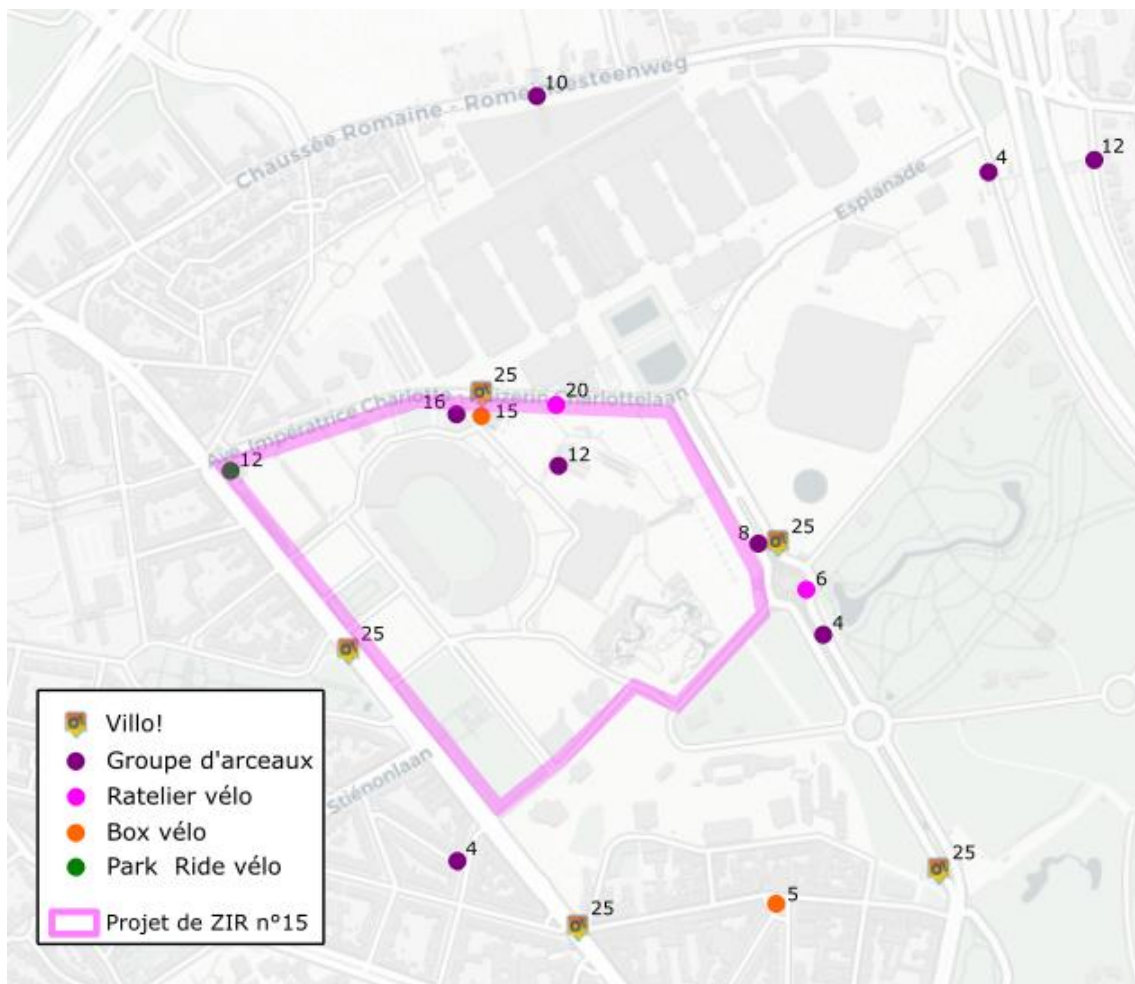 10
Chaussée Romaine - Romeinsesteenweg
12
4
Esplanade
25
20
Ave. Impératrice Charlotte - Keizerin Charlottelaan
16
15
12
12
8
25
6
4
25
Stiénonlaan
4
25
25
5
Villo!
Groupe d'arceaux
Ratelier vélo
Box vélo
Park Ride vélo
Projet de ZIR n°15